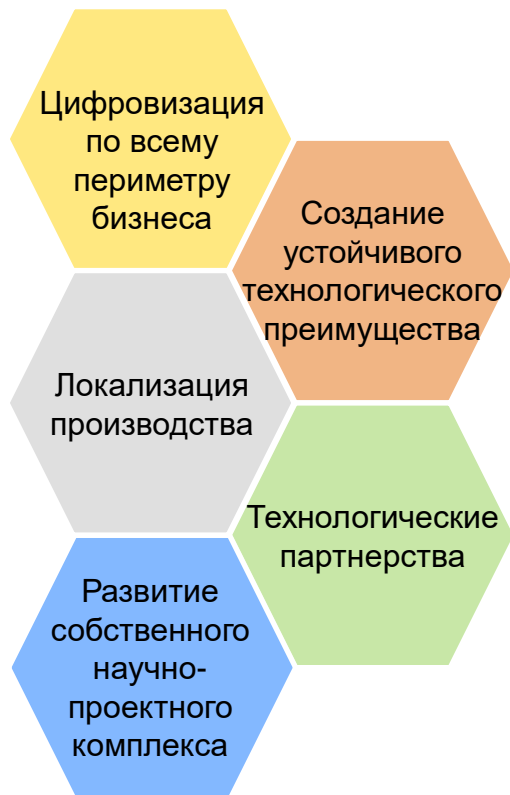 Цифровизация
по всему
периметру
бизнеса
Создание
устойчивого
технологического
преимущества
Локализация
производства
Технологические
партнерства
Развитие
собственного
научно-
проектного
комплекса